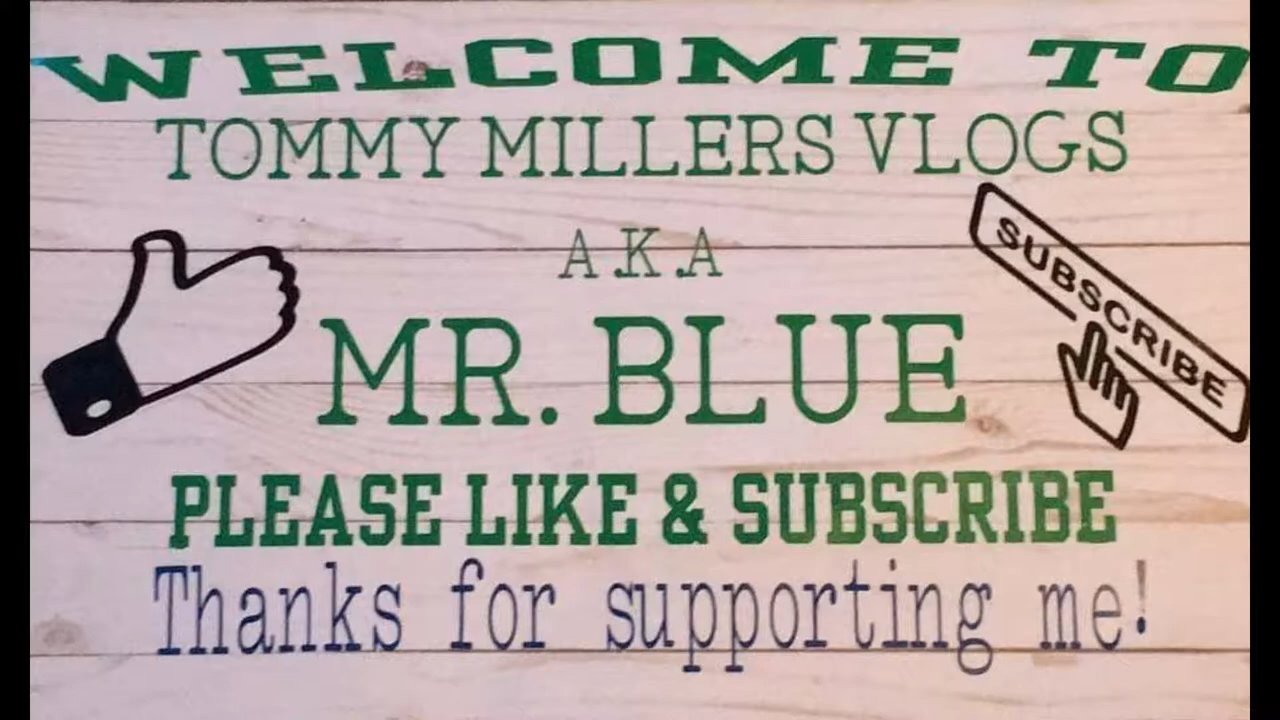 WELCOME TO
TOMMY MILLERS VLOGS
A.K.A
MR. BLUE
SUBSCRIBE
PLEASE LIKE & SUBSCRIBE
Thanks for supporting me!